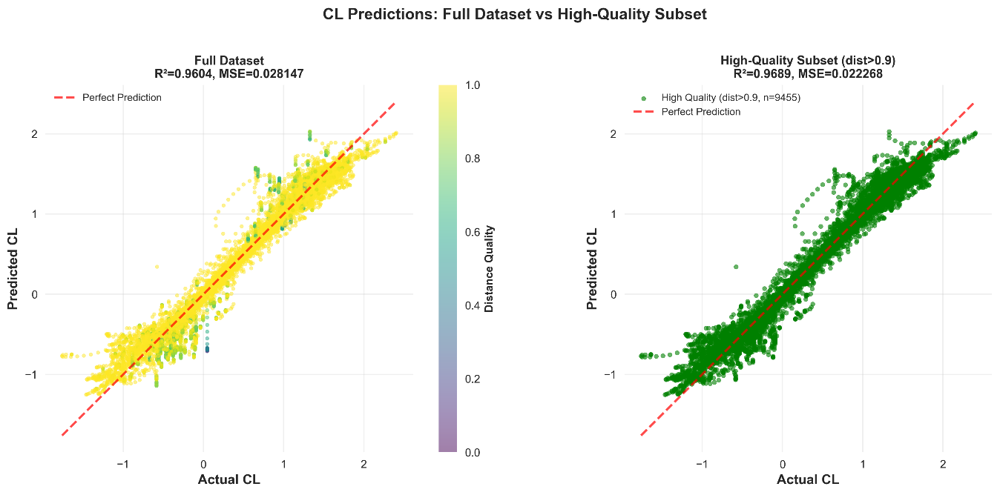 CL Predictions: Full Dataset vs High-Quality Subset
Full Dataset
R²=0.9604, MSE=0.028147
Perfect Prediction
2
1
0
−1
−1
0
1
2
Predicted CL
Actual CL
1.0
0.8
0.6
0.4
0.2
0.0
Distance Quality
High-Quality Subset (dist>0.9)
R²=0.9689, MSE=0.022268
High Quality (dist>0.9, n=9455)
Perfect Prediction
2
1
0
−1
−1
0
1
2
Predicted CL
Actual CL